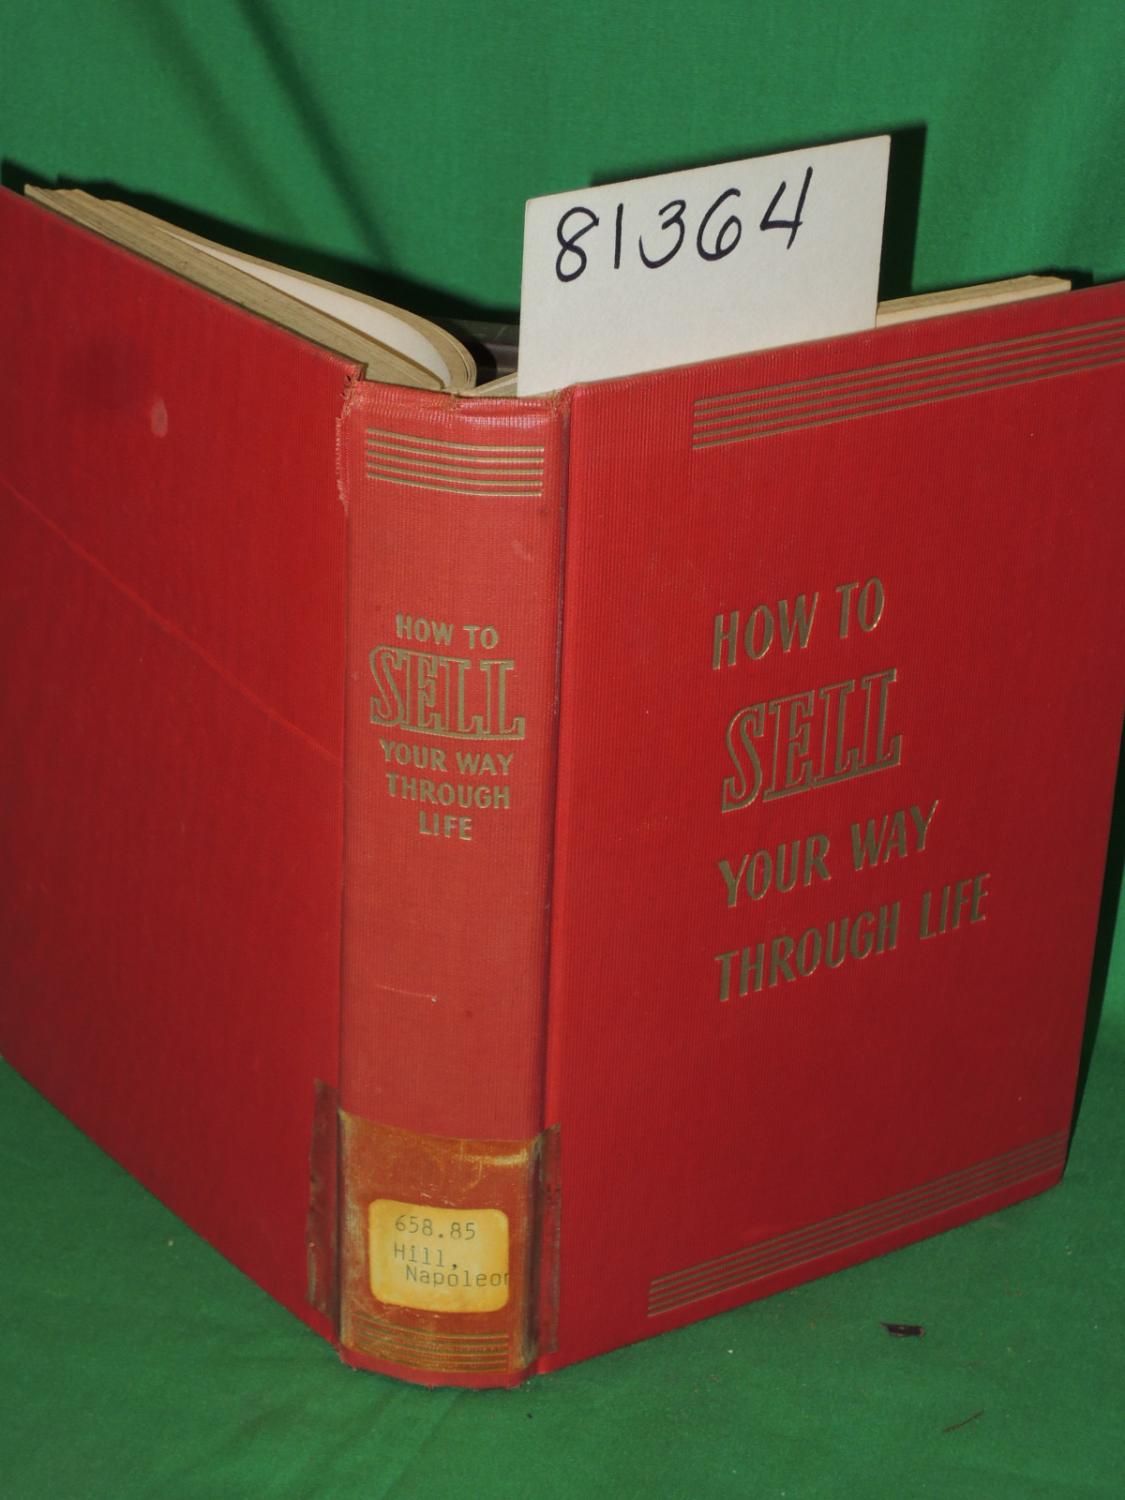 81364
HOW TO
SELL
YOUR WAY
THROUGH
LIFE
658.85
Hill,
Napoleon
HOW TO
SELL
YOUR WAY
THROUGH LIFE